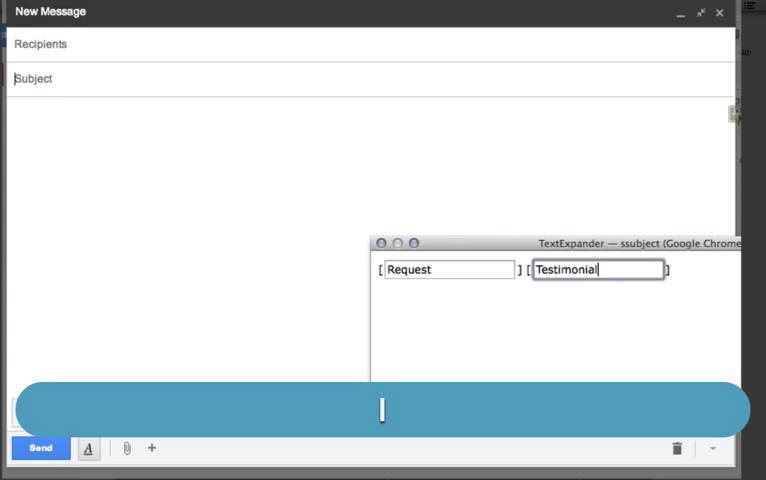 New Message
Recipients
Subject
TextExpander — ssubject (Google Chrome
[ Request ] [ Testimonial ]
l
Send A